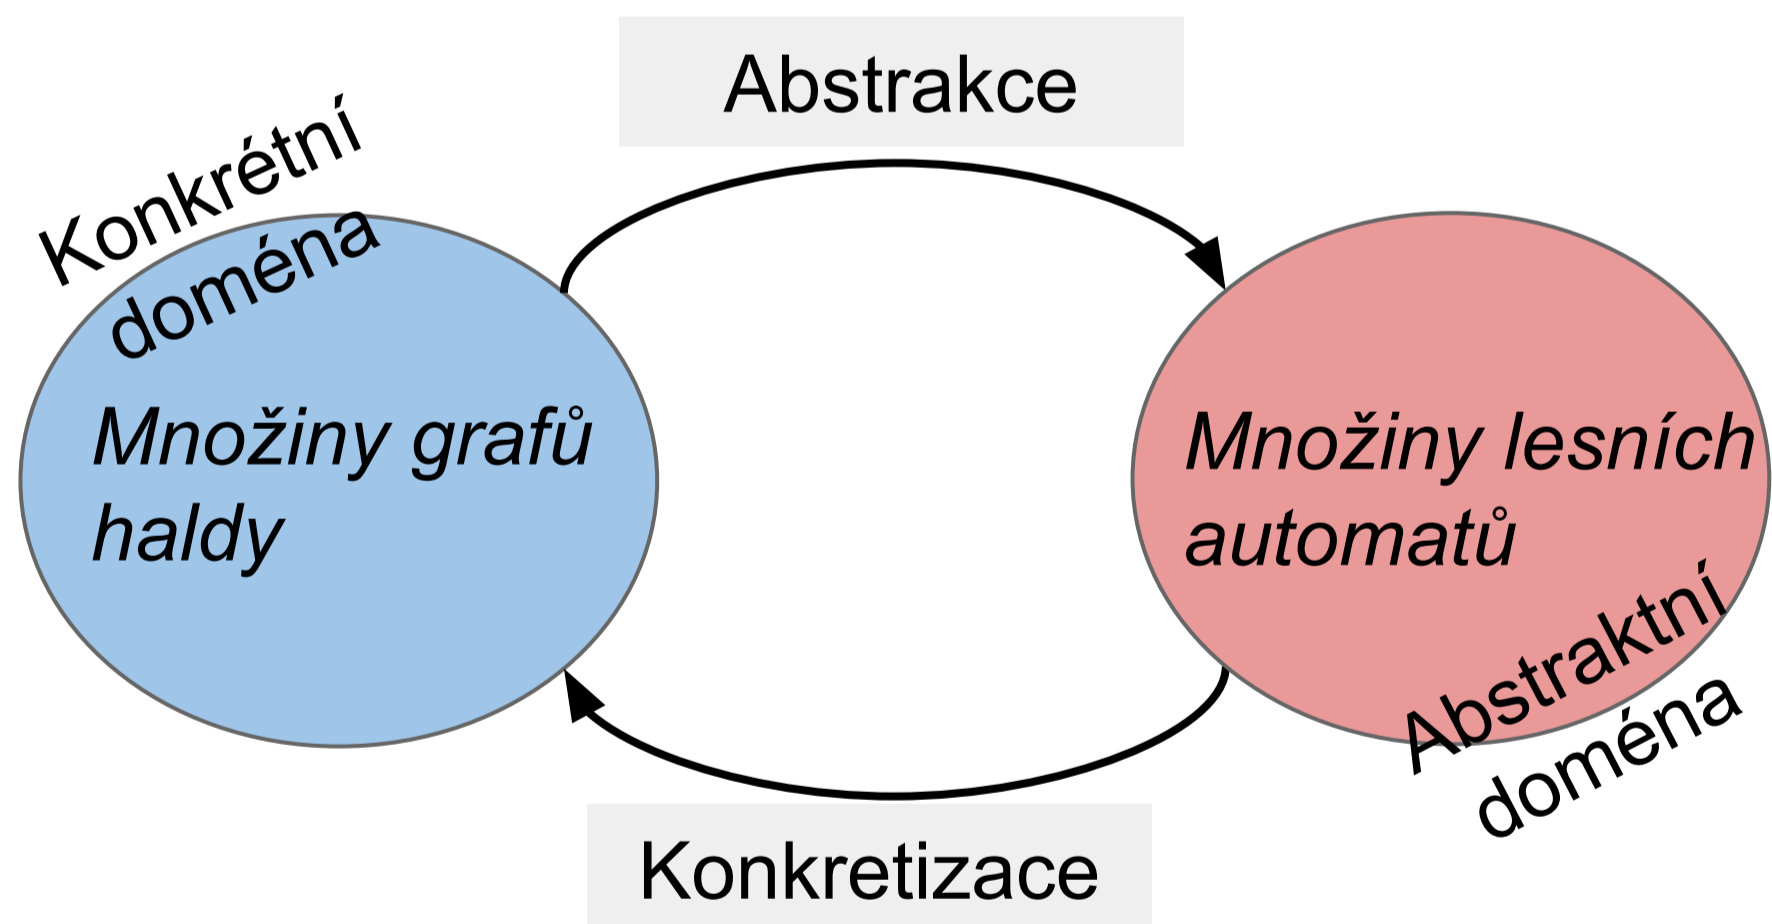 Abstrakce
Konkrétní
doména
Množiny grafů
haldy
Množiny lesních
automatů
Abstraktní
doména
Konkretizace